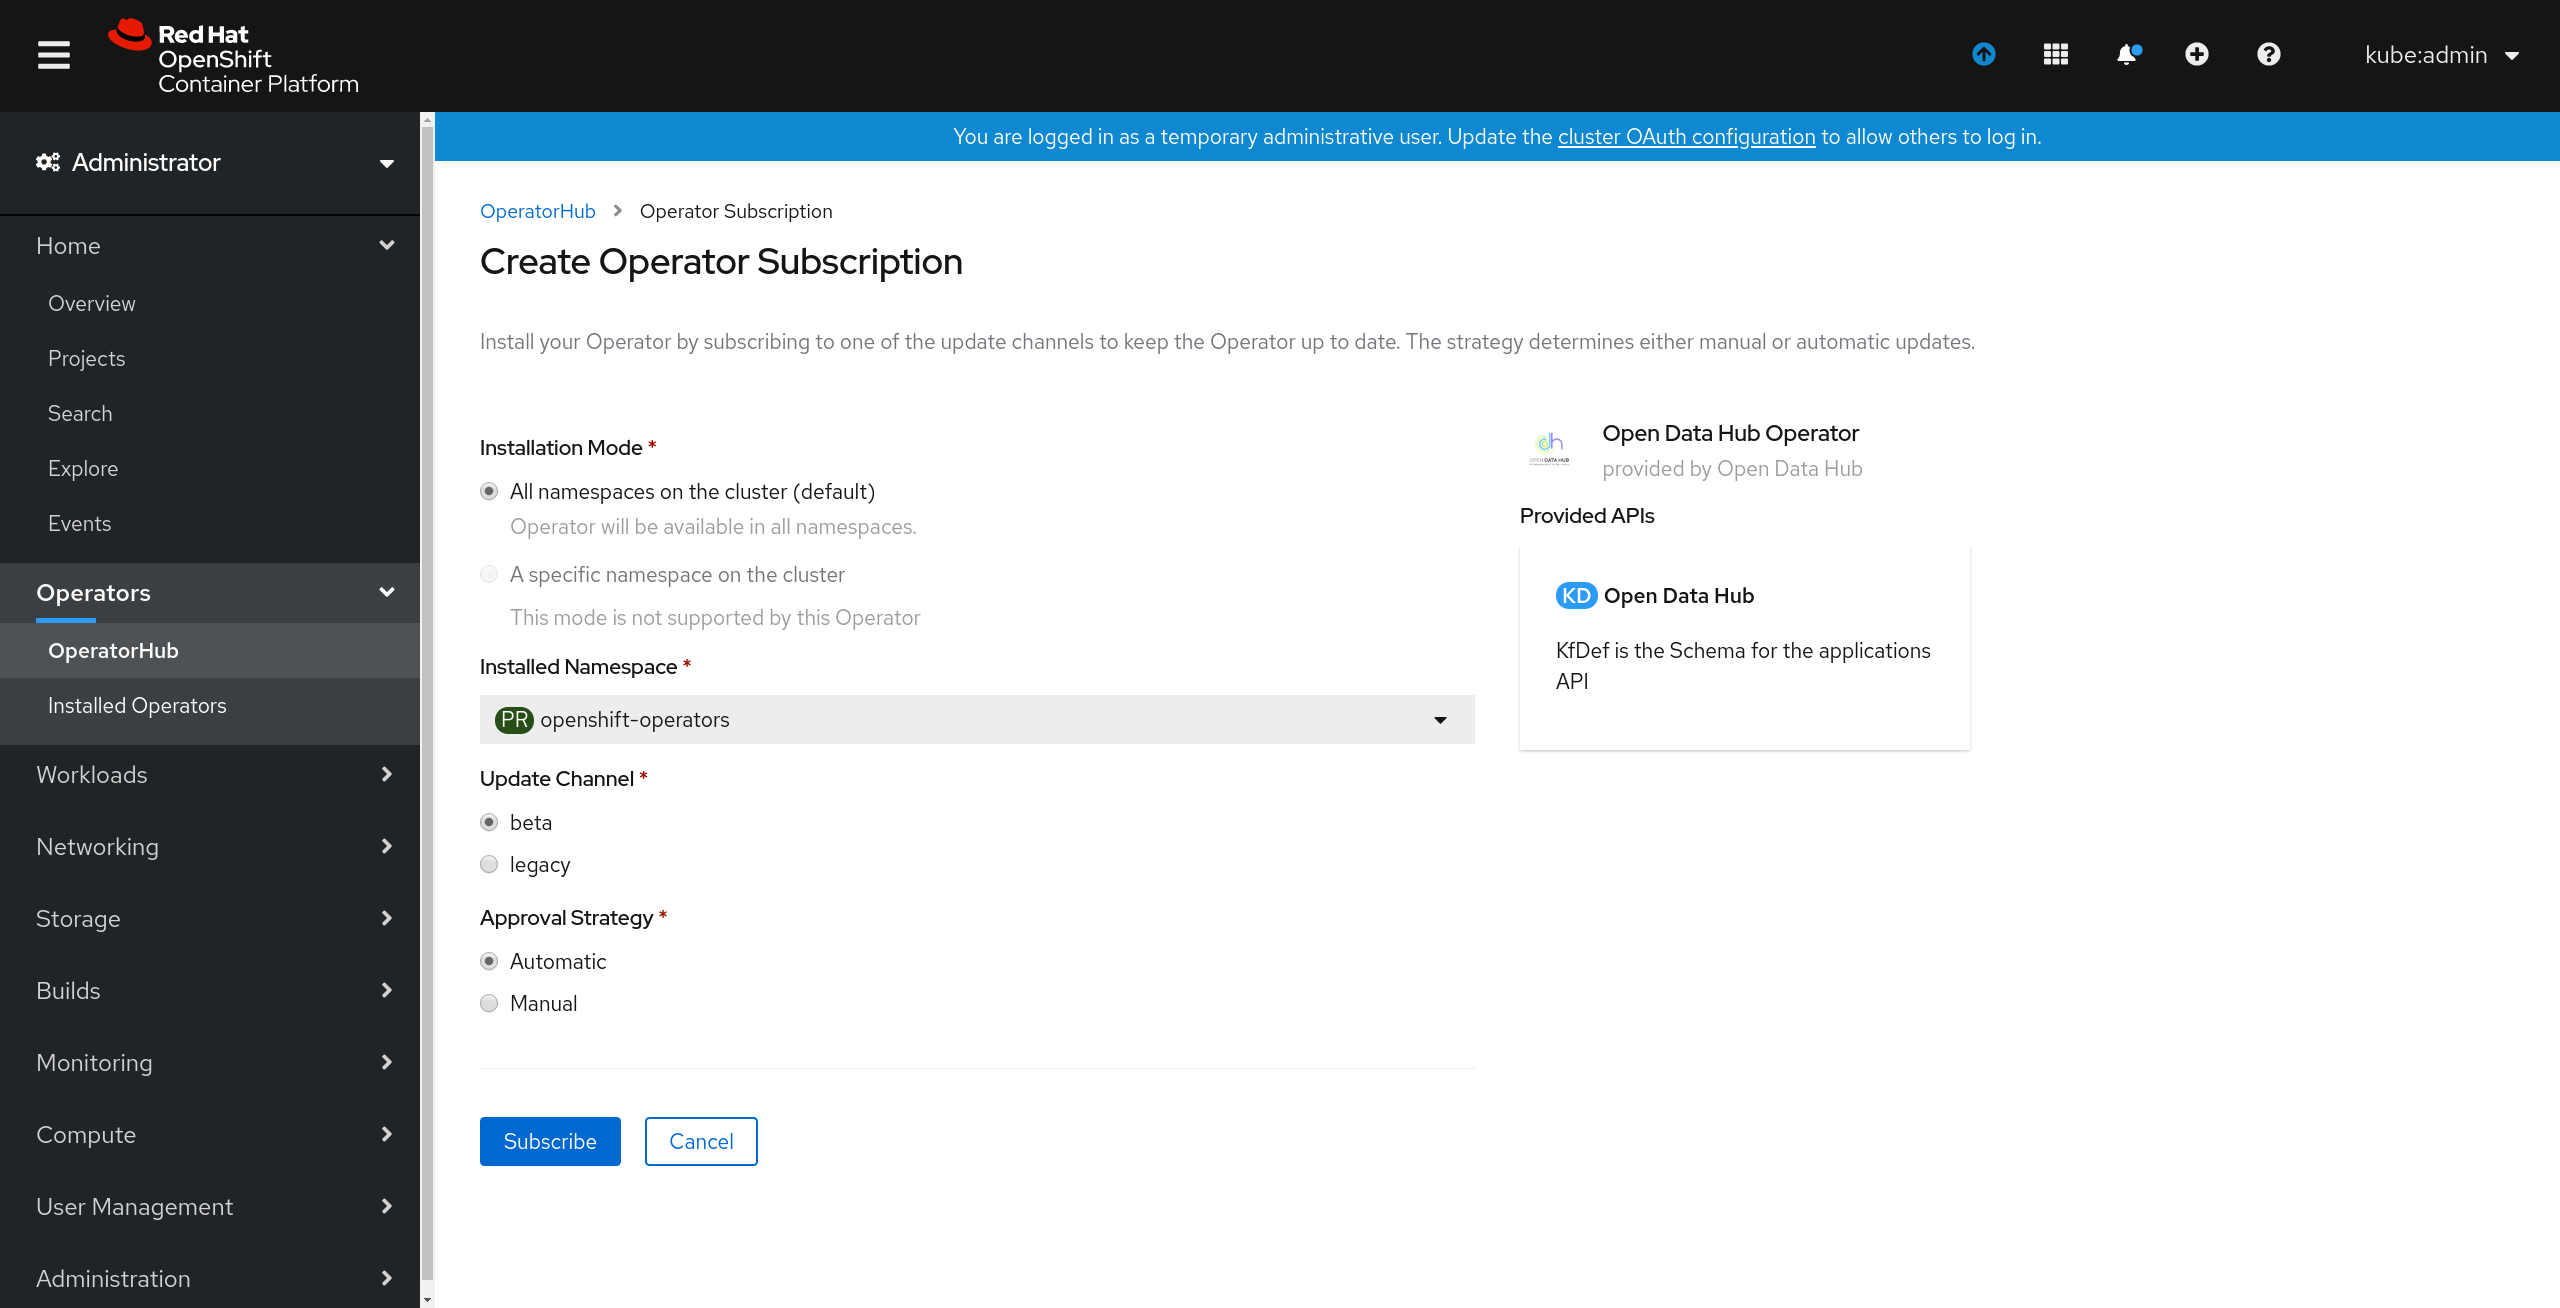 Red Hat
OpenShift
Container Platform
kube:admin
Administrator
Home
Overview
Projects
Search
Explore
Events
Operators
OperatorHub
Installed Operators
Workloads
Networking
Storage
Builds
Monitoring
Compute
User Management
Administration
You are logged in as a temporary administrative user. Update the cluster OAuth configuration to allow others to log in.
OperatorHub > Operator Subscription
Create Operator Subscription
Install your Operator by subscribing to one of the update channels to keep the Operator up to date. The strategy determines either manual or automatic updates.
Installation Mode *
All namespaces on the cluster (default)
Operator will be available in all namespaces.
A specific namespace on the cluster
This mode is not supported by this Operator
Installed Namespace *
PR openshift-operators
Update Channel *
beta
legacy
Approval Strategy *
Automatic
Manual
Subscribe
Cancel
dh
OPEN DATA HUB
Open Data Hub Operator
provided by Open Data Hub
Provided APIs
KD Open Data Hub
KfDef is the Schema for the applications
API